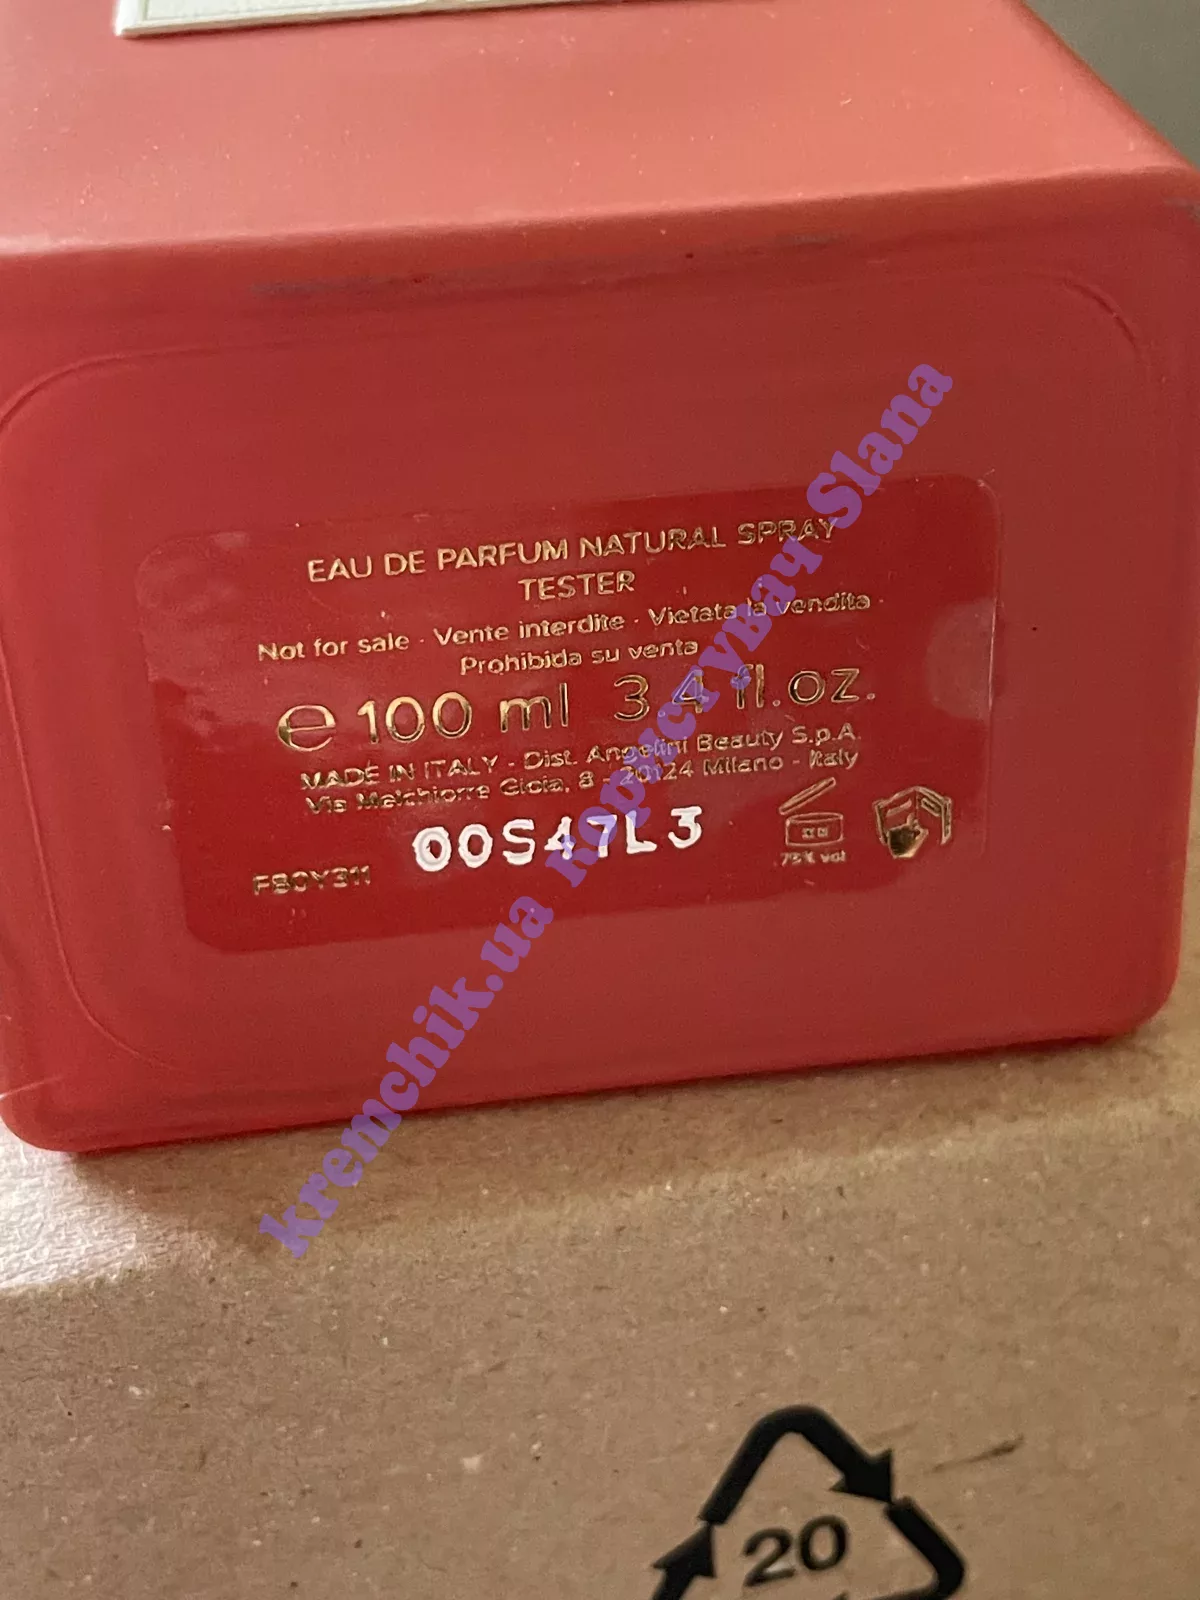 EAU DE PARFUM NATURAL SPRAY
TESTER
Not for sale · Vente interdite · Vietata la vendita ·
Prohibida su venta
e 100 ml 3.4 fl.oz.
MADE IN ITALY - Dist. Angelini Beauty S.p.A.
Via Melchiorre Gioia, 8 - 20124 Milano - Italy
00S47L3
78% vol
kremchik.ua користувач Slana
20